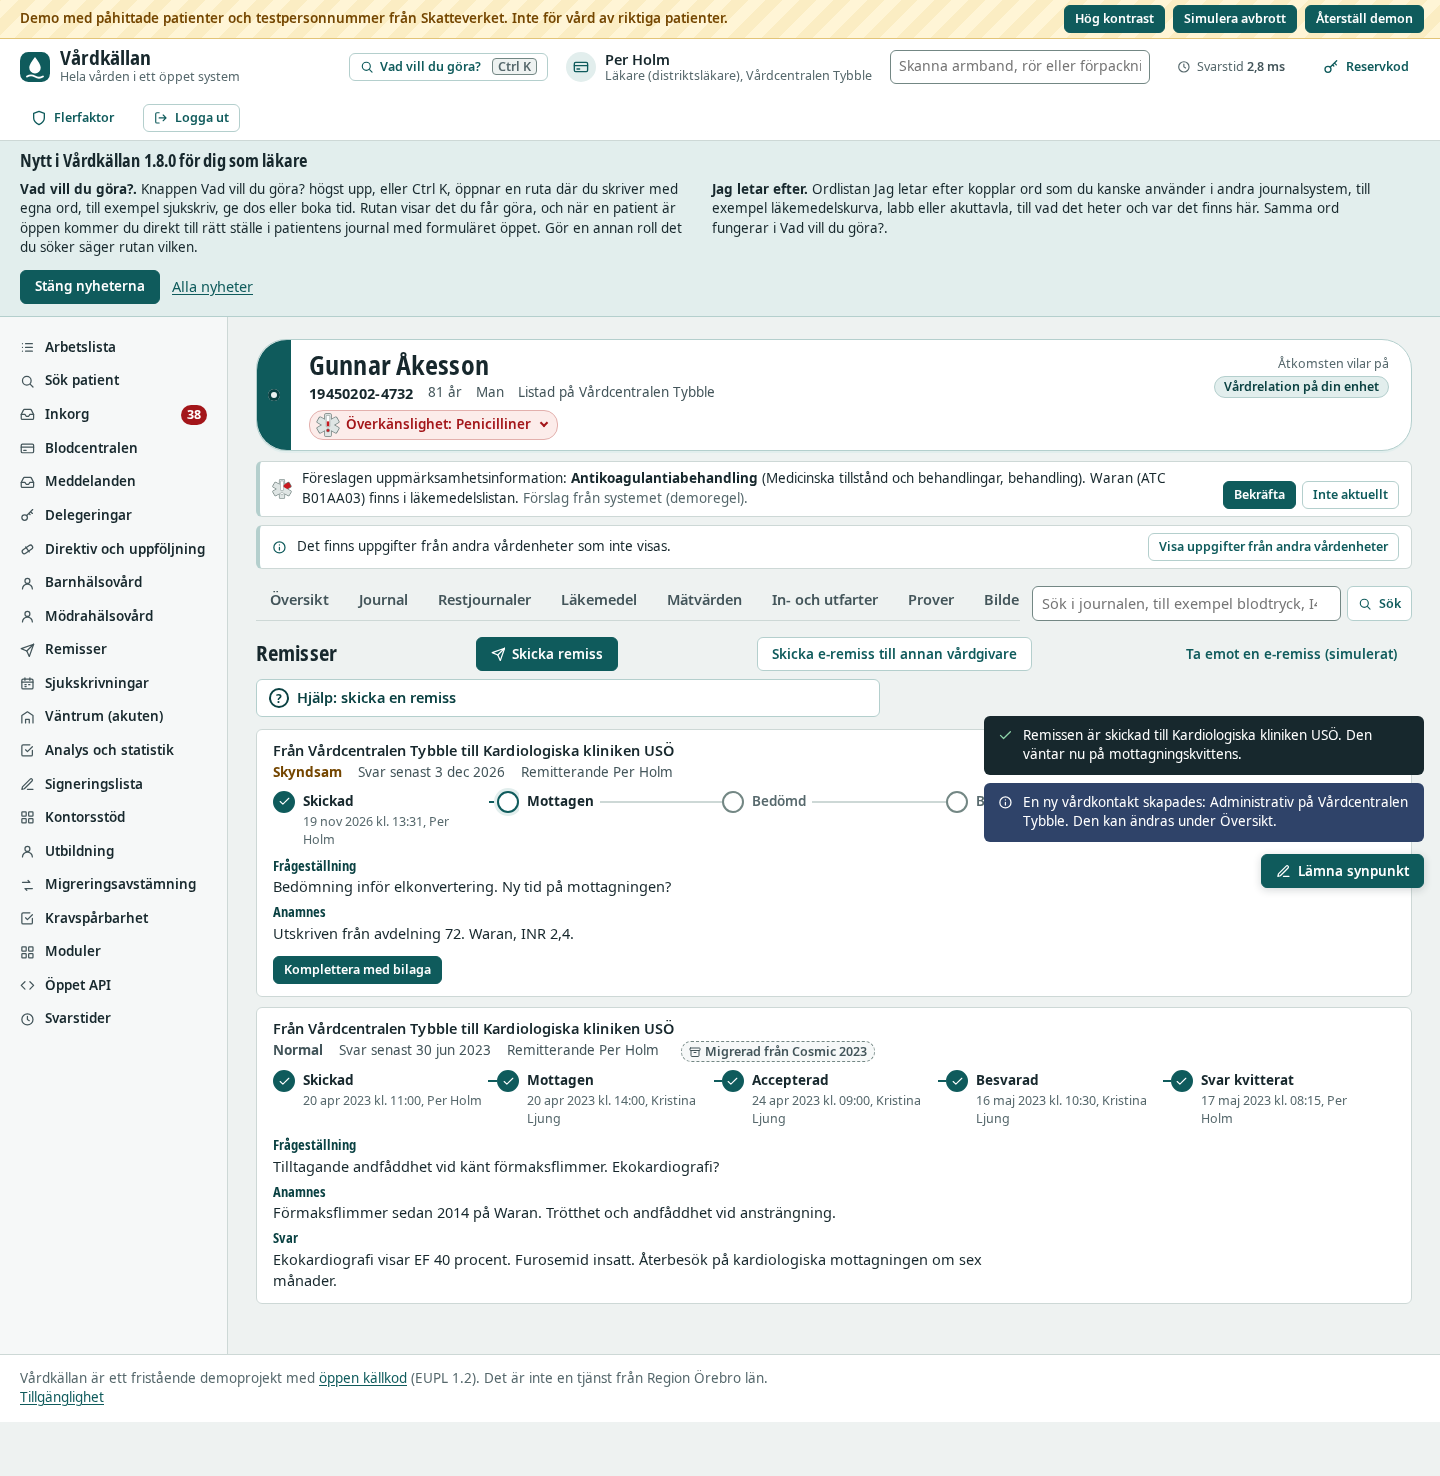 Demo med påhittade patienter och testpersonnummer från Skatteverket. Inte för vård av riktiga patienter.
Hög kontrast
Simulera avbrott
Återställ demon
Vårdkällan
Hela vården i ett öppet system
Vad vill du göra? Ctrl K
Per Holm
Läkare (distriktsläkare), Vårdcentralen Tybble
Skanna armband, rör eller förpackni
Svarstid 2,8 ms
Reservkod
Flerfaktor
Logga ut
Nytt i Vårdkällan 1.8.0 för dig som läkare
Vad vill du göra?. Knappen Vad vill du göra? högst upp, eller Ctrl K, öppnar en ruta där du skriver med
egna ord, till exempel sjukskriv, ge dos eller boka tid. Rutan visar det du får göra, och när en patient är
öppen kommer du direkt till rätt ställe i patientens journal med formuläret öppet. Gör en annan roll det
du söker säger rutan vilken.
Jag letar efter. Ordlistan Jag letar efter kopplar ord som du kanske använder i andra journalsystem, till
exempel läkemedelskurva, labb eller akuttavla, till vad det heter och var det finns här. Samma ord
fungerar i Vad vill du göra?.
Stäng nyheterna
Alla nyheter
Arbetslista
Sök patient
Inkorg 38
Blodcentralen
Meddelanden
Delegeringar
Direktiv och uppföljning
Barnhälsovård
Mödrahälsovård
Remisser
Sjukskrivningar
Väntrum (akuten)
Analys och statistik
Signeringslista
Kontorsstöd
Utbildning
Migreringsavstämning
Kravspårbarhet
Moduler
Öppet API
Svarstider
Gunnar Åkesson
19450202-4732 81 år Man Listad på Vårdcentralen Tybble
Överkänslighet: Penicilliner
Åtkomsten vilar på
Vårdrelation på din enhet
Föreslagen uppmärksamhetsinformation: Antikoagulantiabehandling (Medicinska tillstånd och behandlingar, behandling). Waran (ATC
B01AA03) finns i läkemedelslistan. Förslag från systemet (demoregel).
Bekräfta
Inte aktuellt
Det finns uppgifter från andra vårdenheter som inte visas.
Visa uppgifter från andra vårdenheter
Översikt
Journal
Restjournaler
Läkemedel
Mätvärden
In- och utfarter
Prover
Bilde
Sök i journalen, till exempel blodtryck, I4
Sök
Remisser
Skicka remiss
Skicka e-remiss till annan vårdgivare
Ta emot en e-remiss (simulerat)
? Hjälp: skicka en remiss
Från Vårdcentralen Tybble till Kardiologiska kliniken USÖ
Skyndsam Svar senast 3 dec 2026 Remitterande Per Holm
Skickad
19 nov 2026 kl. 13:31, Per
Holm
Mottagen
Bedömd
B
Remissen är skickad till Kardiologiska kliniken USÖ. Den
väntar nu på mottagningskvittens.
En ny vårdkontakt skapades: Administrativ på Vårdcentralen
Tybble. Den kan ändras under Översikt.
Lämna synpunkt
Frågeställning
Bedömning inför elkonvertering. Ny tid på mottagningen?
Anamnes
Utskriven från avdelning 72. Waran, INR 2,4.
Komplettera med bilaga
Från Vårdcentralen Tybble till Kardiologiska kliniken USÖ
Normal Svar senast 30 jun 2023 Remitterande Per Holm Migrerad från Cosmic 2023
Skickad
20 apr 2023 kl. 11:00, Per Holm
Mottagen
20 apr 2023 kl. 14:00, Kristina
Ljung
Accepterad
24 apr 2023 kl. 09:00, Kristina
Ljung
Besvarad
16 maj 2023 kl. 10:30, Kristina
Ljung
Svar kvitterat
17 maj 2023 kl. 08:15, Per
Holm
Frågeställning
Tilltagande andfåddhet vid känt förmaksflimmer. Ekokardiografi?
Anamnes
Förmaksflimmer sedan 2014 på Waran. Trötthet och andfåddhet vid ansträngning.
Svar
Ekokardiografi visar EF 40 procent. Furosemid insatt. Återbesök på kardiologiska mottagningen om sex
månader.
Vårdkällan är ett fristående demoprojekt med öppen källkod (EUPL 1.2). Det är inte en tjänst från Region Örebro län.
Tillgänglighet